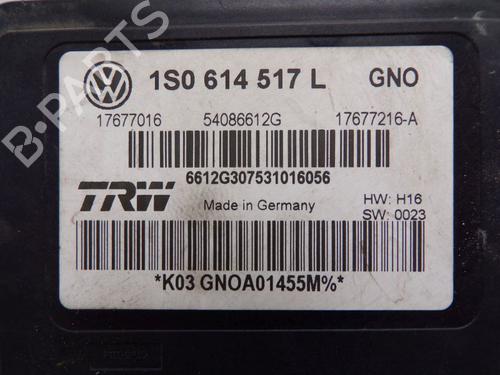 B-PARTS
VW 1S0 614 517 L GNO
17677016 54086612G 17677216-A
6612G307531016056
TRW Made in Germany HW: H16
SW: 0023
*K03 GNOA01455M%*